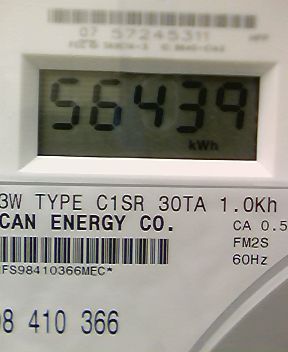 07 57245311
56439
kWh
3W TYPE C1SR 30TA 1.0Kh
CAN ENERGY CO.
CA 0.5
FM2S
60Hz
FS98410366MEC*
08 410 366